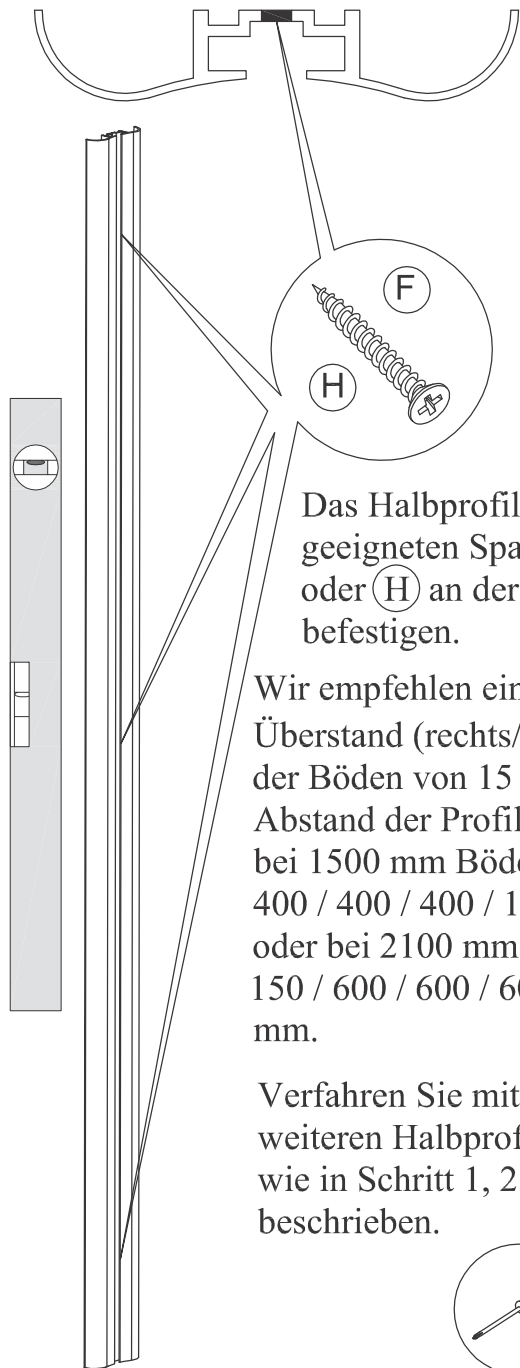 F
H
Das Halbprofil
geeigneten Spa
oder H an der
befestigen.
Wir empfehlen ein
Überstand (rechts/
der Böden von 15
Abstand der Profil
bei 1500 mm Böde
400 / 400 / 400 / 1
oder bei 2100 mm
150 / 600 / 600 / 60
mm.
Verfahren Sie mit
weiteren Halbprof
wie in Schritt 1, 2
beschrieben.